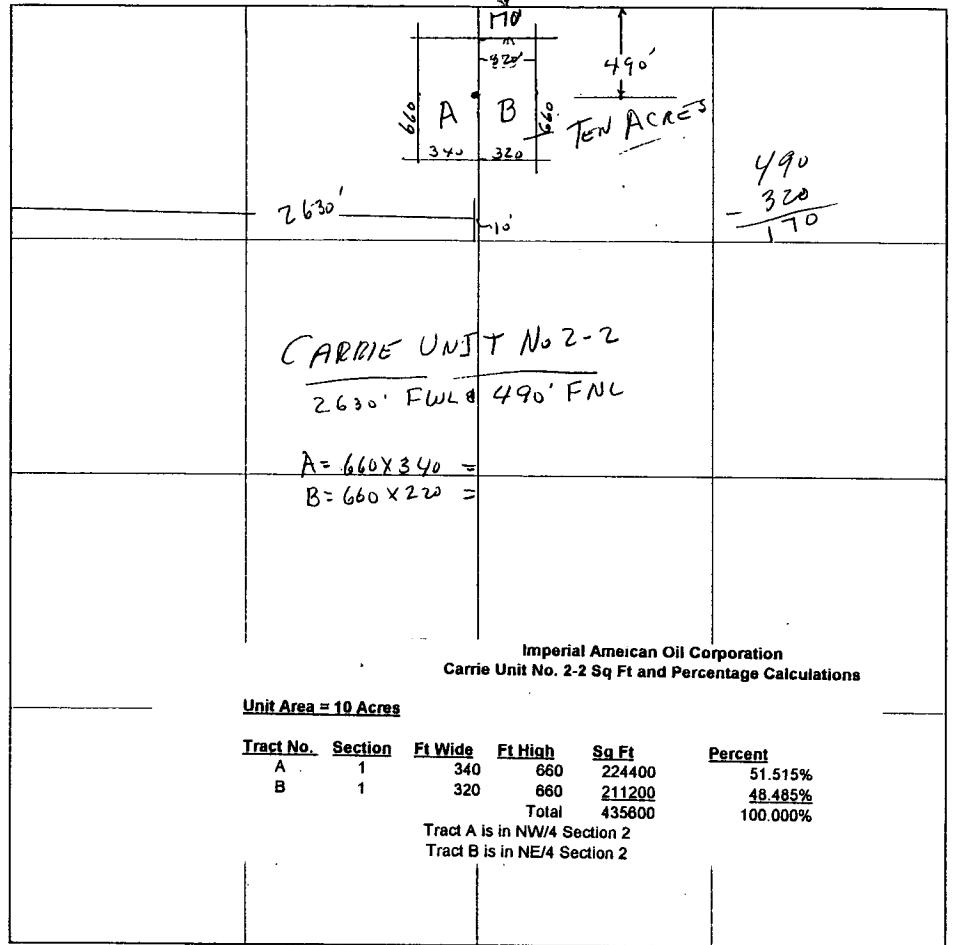 170
320'
490'
660 A B 660
TEN ACRES
340 320
490
- 320
170
2630'
10'
CARRIE UNIT No 2-2
2630' FWL & 490' FNL
A = 660 X 340 =
B = 660 X 220 =
Imperial Ameican Oil Corporation
Carrie Unit No. 2-2 Sq Ft and Percentage Calculations
Unit Area = 10 Acres
Tract No. Section Ft Wide Ft High Sq Ft Percent
A 1 340 660 224400 51.515%
B 1 320 660 211200 48.485%
Total 435600 100.000%
Tract A is in NW/4 Section 2
Tract B is in NE/4 Section 2